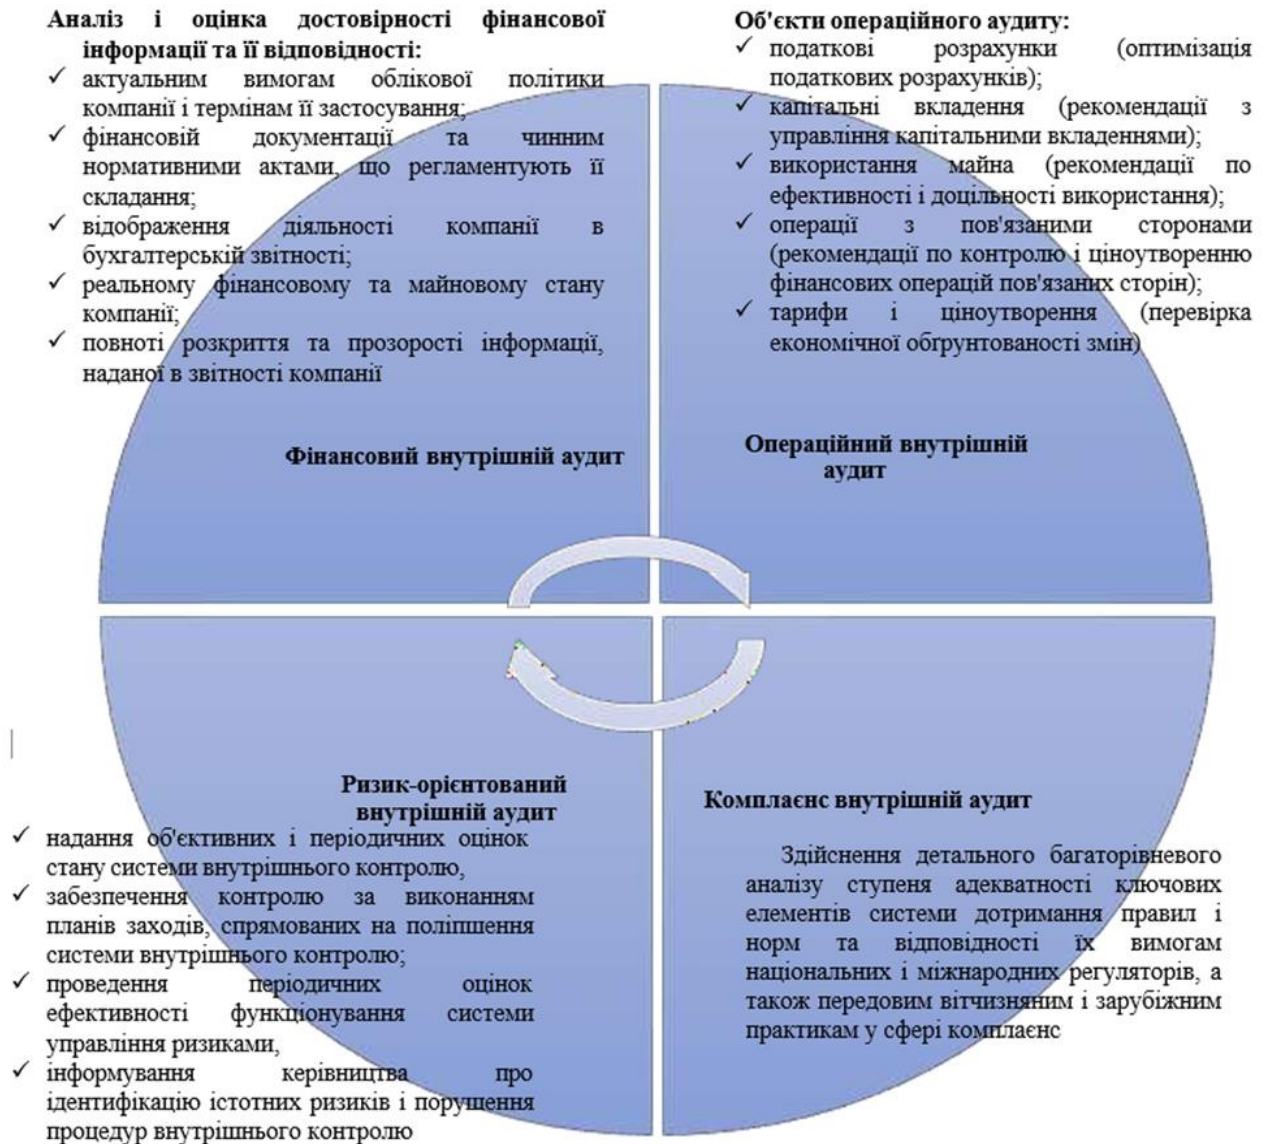 Аналіз і оцінка достовірності фінансової
інформації та її відповідності:
✓ актуальним вимогам облікової політики
компанії і термінам її застосування;
✓ фінансовій документації та чинним
нормативними актами, що регламентують її
складання;
✓ відображення діяльності компанії в
бухгалтерській звітності;
✓ реальному фінансовому та майновому стану
компанії;
✓ повноті розкриття та прозорості інформації,
наданої в звітності компанії
Фінансовий внутрішній аудит
Об'єкти операційного аудиту:
✓ податкові розрахунки (оптимізація
податкових розрахунків);
✓ капітальні вкладення (рекомендації з
управління капітальними вкладеннями);
✓ використання майна (рекомендації по
ефективності і доцільності використання);
✓ операції з пов'язаними сторонами
(рекомендації по контролю і ціноутворенню
фінансових операцій пов'язаних сторін);
✓ тарифи і ціноутворення (перевірка
економічної обґрунтованості змін)
Операційний внутрішній
аудит
Ризик-орієнтований
внутрішній аудит
✓ надання об'єктивних і періодичних оцінок
стану системи внутрішнього контролю,
✓ забезпечення контролю за виконанням
планів заходів, спрямованих на поліпшення
системи внутрішнього контролю;
✓ проведення періодичних оцінок
ефективності функціонування системи
управління ризиками,
✓ інформування керівництва про
ідентифікацію істотних ризиків і порушення
процедур внутрішнього контролю
Комплаєнс внутрішній аудит
Здійснення детального багаторівневого
аналізу ступеня адекватності ключових
елементів системи дотримання правил і
норм та відповідності їх вимогам
національних і міжнародних регуляторів, а
також передовим вітчизняним і зарубіжним
практикам у сфері комплаєнс